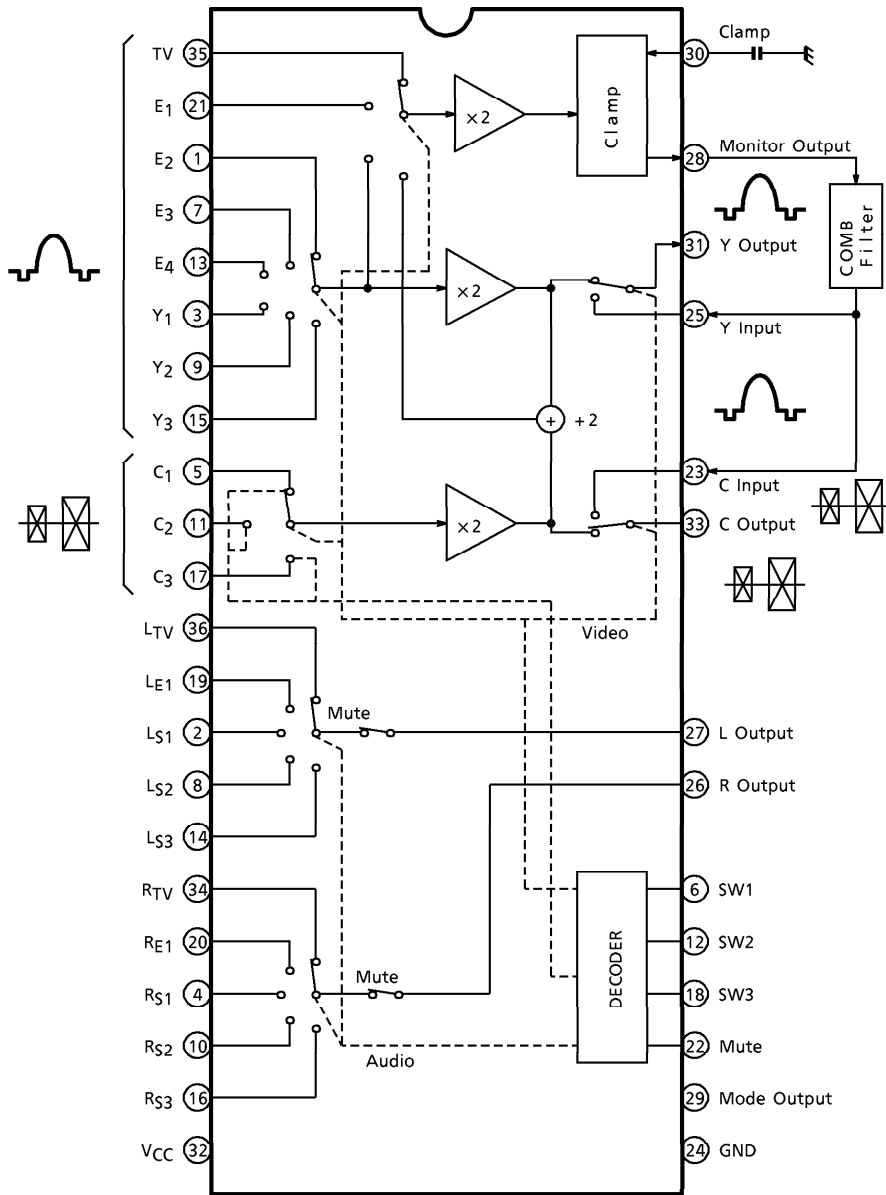 TV 35
E1 21
E2 1
E3 7
E4 13
Y1 3
Y2 9
Y3 15
C1 5
C2 11
C3 17
LTV 36
LE1 19
LS1 2
LS2 8
LS3 14
RTV 34
RE1 20
RS1 4
RS2 10
RS3 16
VCC 32
×2
×2
+ +2
×2
Clamp
Video
Mute
Mute
Audio
DECODER
30 Clamp
28 Monitor Output
COMB
Filter
31 Y Output
25 Y Input
23 C Input
33 C Output
27 L Output
26 R Output
6 SW1
12 SW2
18 SW3
22 Mute
29 Mode Output
24 GND